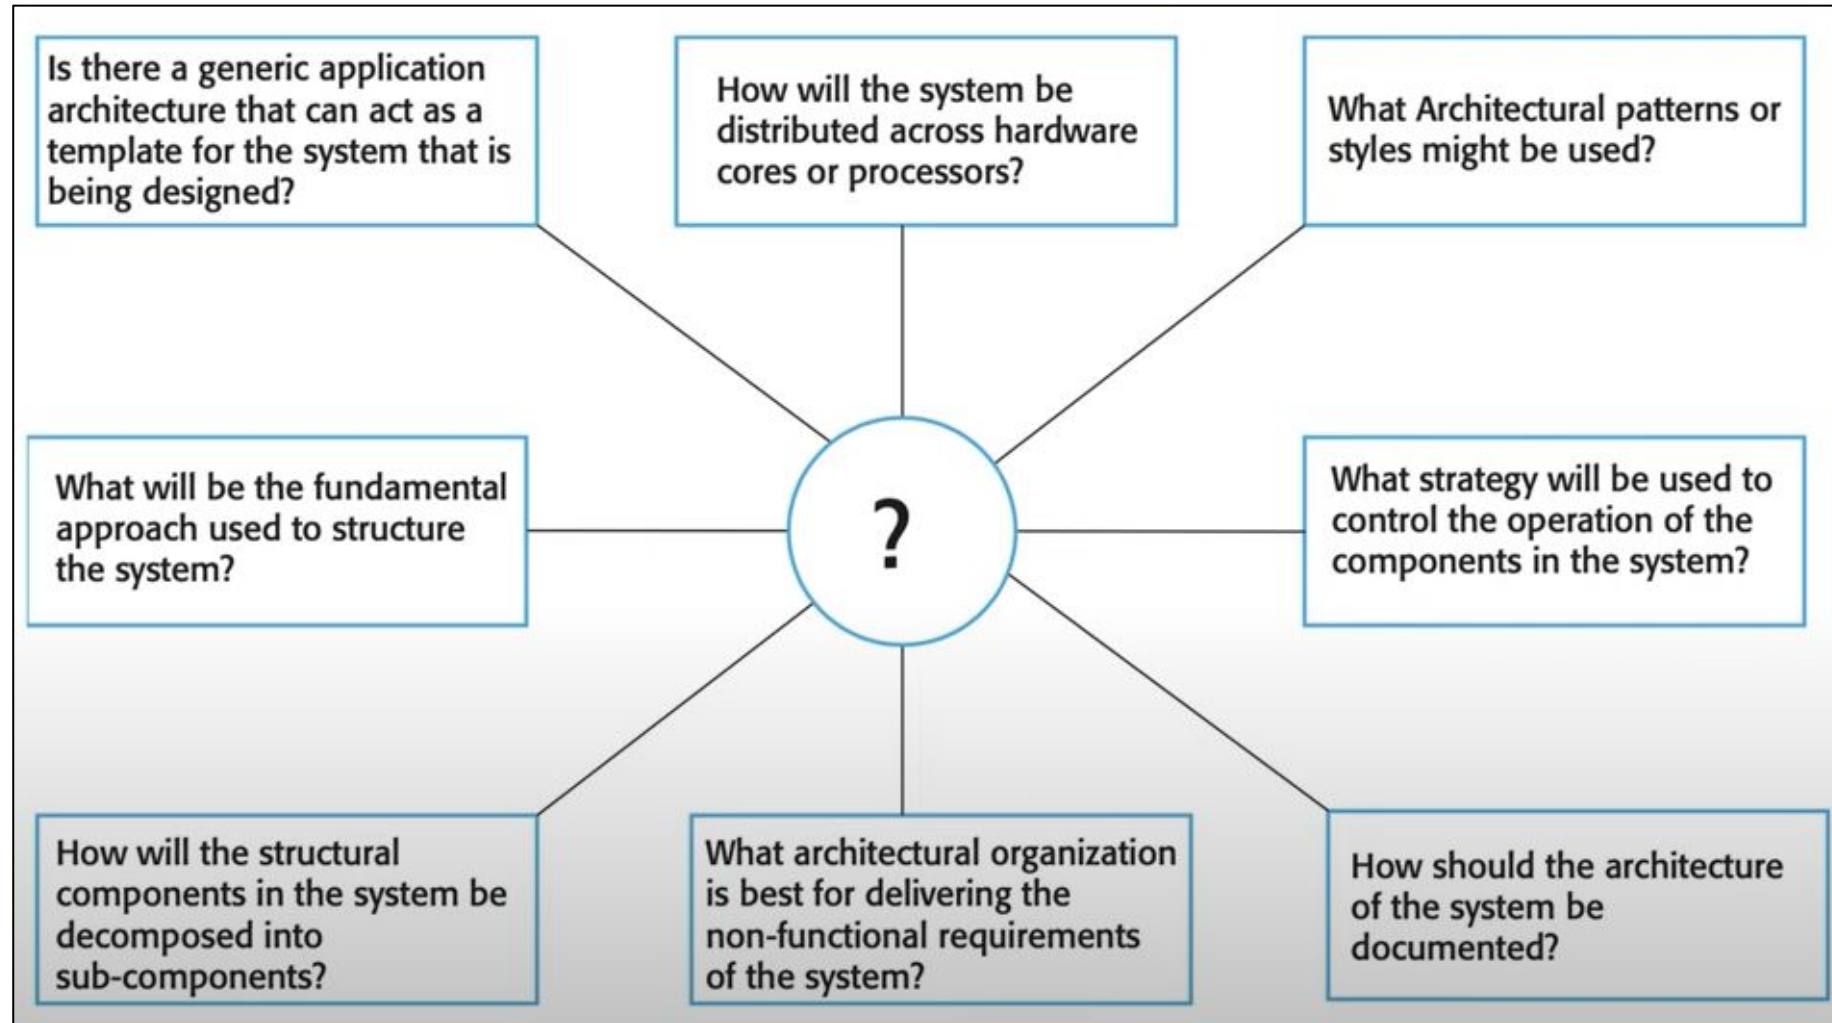 Is there a generic application
architecture that can act as a
template for the system that is
being designed?
How will the system be
distributed across hardware
cores or processors?
What Architectural patterns or
styles might be used?
What will be the fundamental
approach used to structure
the system?
?
What strategy will be used to
control the operation of the
components in the system?
How will the structural
components in the system be
decomposed into
sub-components?
What architectural organization
is best for delivering the
non-functional requirements
of the system?
How should the architecture
of the system be
documented?